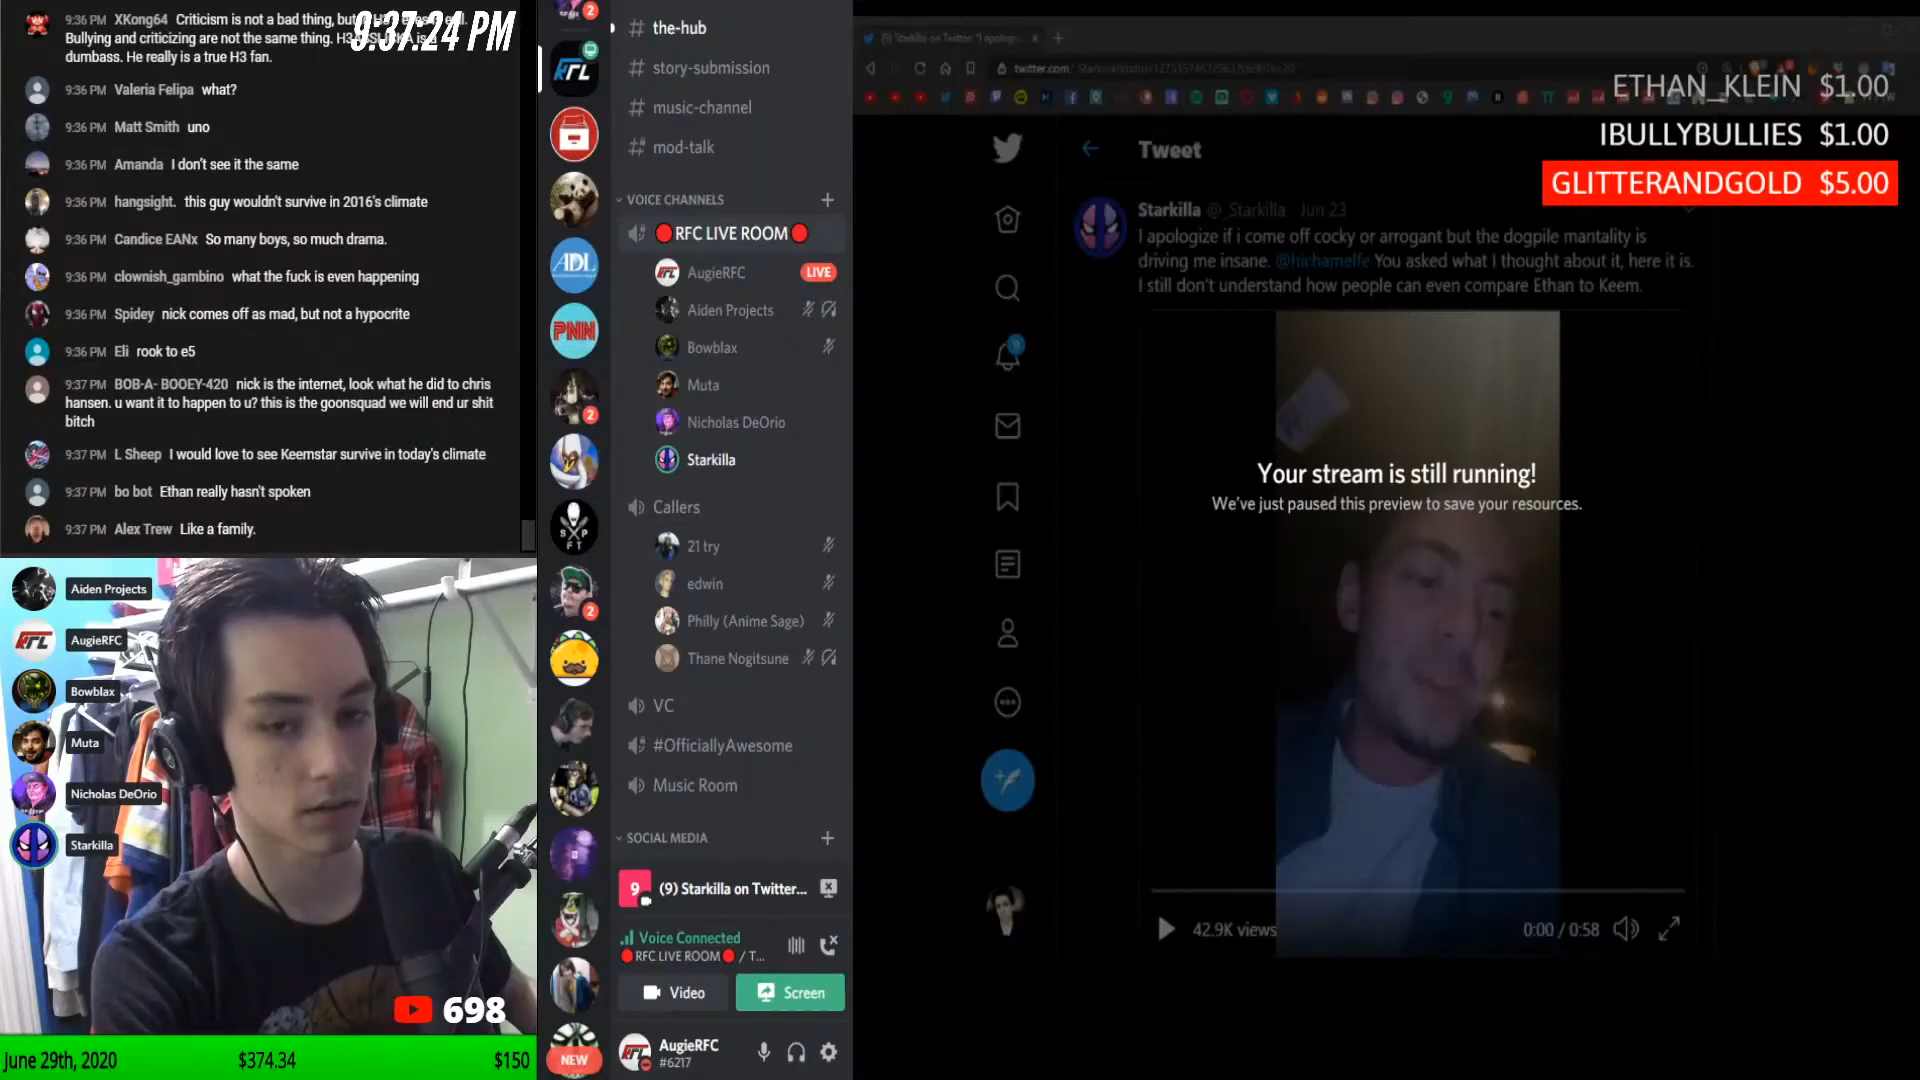 9:36 PM XKong64 Criticism is not a bad thing, but
Bullying and criticizing are not the same thing.
dumbass. He really is a true H3 fan.
9:37:24 PM
9:36 PM Valeria Felipa what?
9:36 PM Matt Smith uno
9:36 PM Amanda I don't see it the same
9:36 PM hangsight. this guy wouldn't survive in 2016's climate
9:36 PM Candice EANx So many boys, so much drama.
9:36 PM clownish_gambino what the fuck is even happening
9:36 PM Spidey nick comes off as mad, but not a hypocrite
9:36 PM Eli rook to e5
9:37 PM BOB-A- BOOEY-420 nick is the internet, look what he did to chris
hansen. u want it to happen to u? this is the goonsquad we will end ur shit
bitch
9:37 PM L Sheep I would love to see Keemstar survive in today's climate
9:37 PM bo bot Ethan really hasn't spoken
9:37 PM Alex Trew Like a family.
Aiden Projects
AugieRFC
Bowblax
Muta
Nicholas DeOrio
Starkilla
698
June 29th, 2020 $374.34 $150
2
ADL
PNN
2
SPFT
2
NEW
# the-hub
# story-submission
# music-channel
# mod-talk
VOICE CHANNELS
RFC LIVE ROOM
AugieRFC LIVE
Aiden Projects
Bowblax
Muta
Nicholas DeOrio
Starkilla
Callers
21 try
edwin
Philly (Anime Sage)
Thane Nogitsune
VC
#OfficiallyAwesome
Music Room
SOCIAL MEDIA
9 (9) Starkilla on Twitter...
Voice Connected
RFC LIVE ROOM / T...
Video Screen
AugieRFC
#6217
(9) Starkilla on Twitter: "I apolog
ETHAN_KLEIN $1.00
IBULLYBULLIES $1.00
GLITTERANDGOLD $5.00
Tweet
Starkilla @_Starkilla · Jun 23
I apologize if i come off cocky or arrogant but the dogpile mantality is
driving me insane. @hichamelfe You asked what I thought about it, here it is.
I still don't understand how people can even compare Ethan to Keem.
Your stream is still running!
We've just paused this preview to save your resources.
42.9K views 0:00 / 0:58